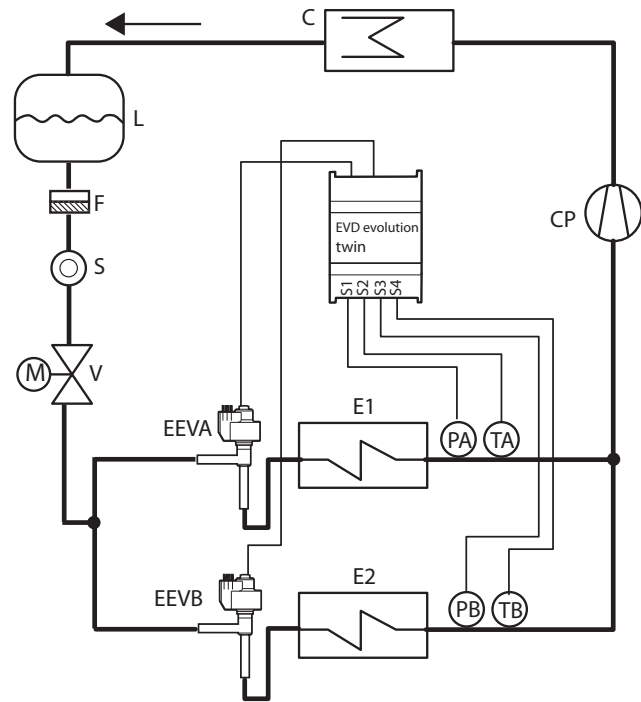 C
L
F
S
M
V
CP
EVD evolution
twin
S1
S2
S3
S4
EEVA
E1
PA
TA
EEVB
E2
PB
TB